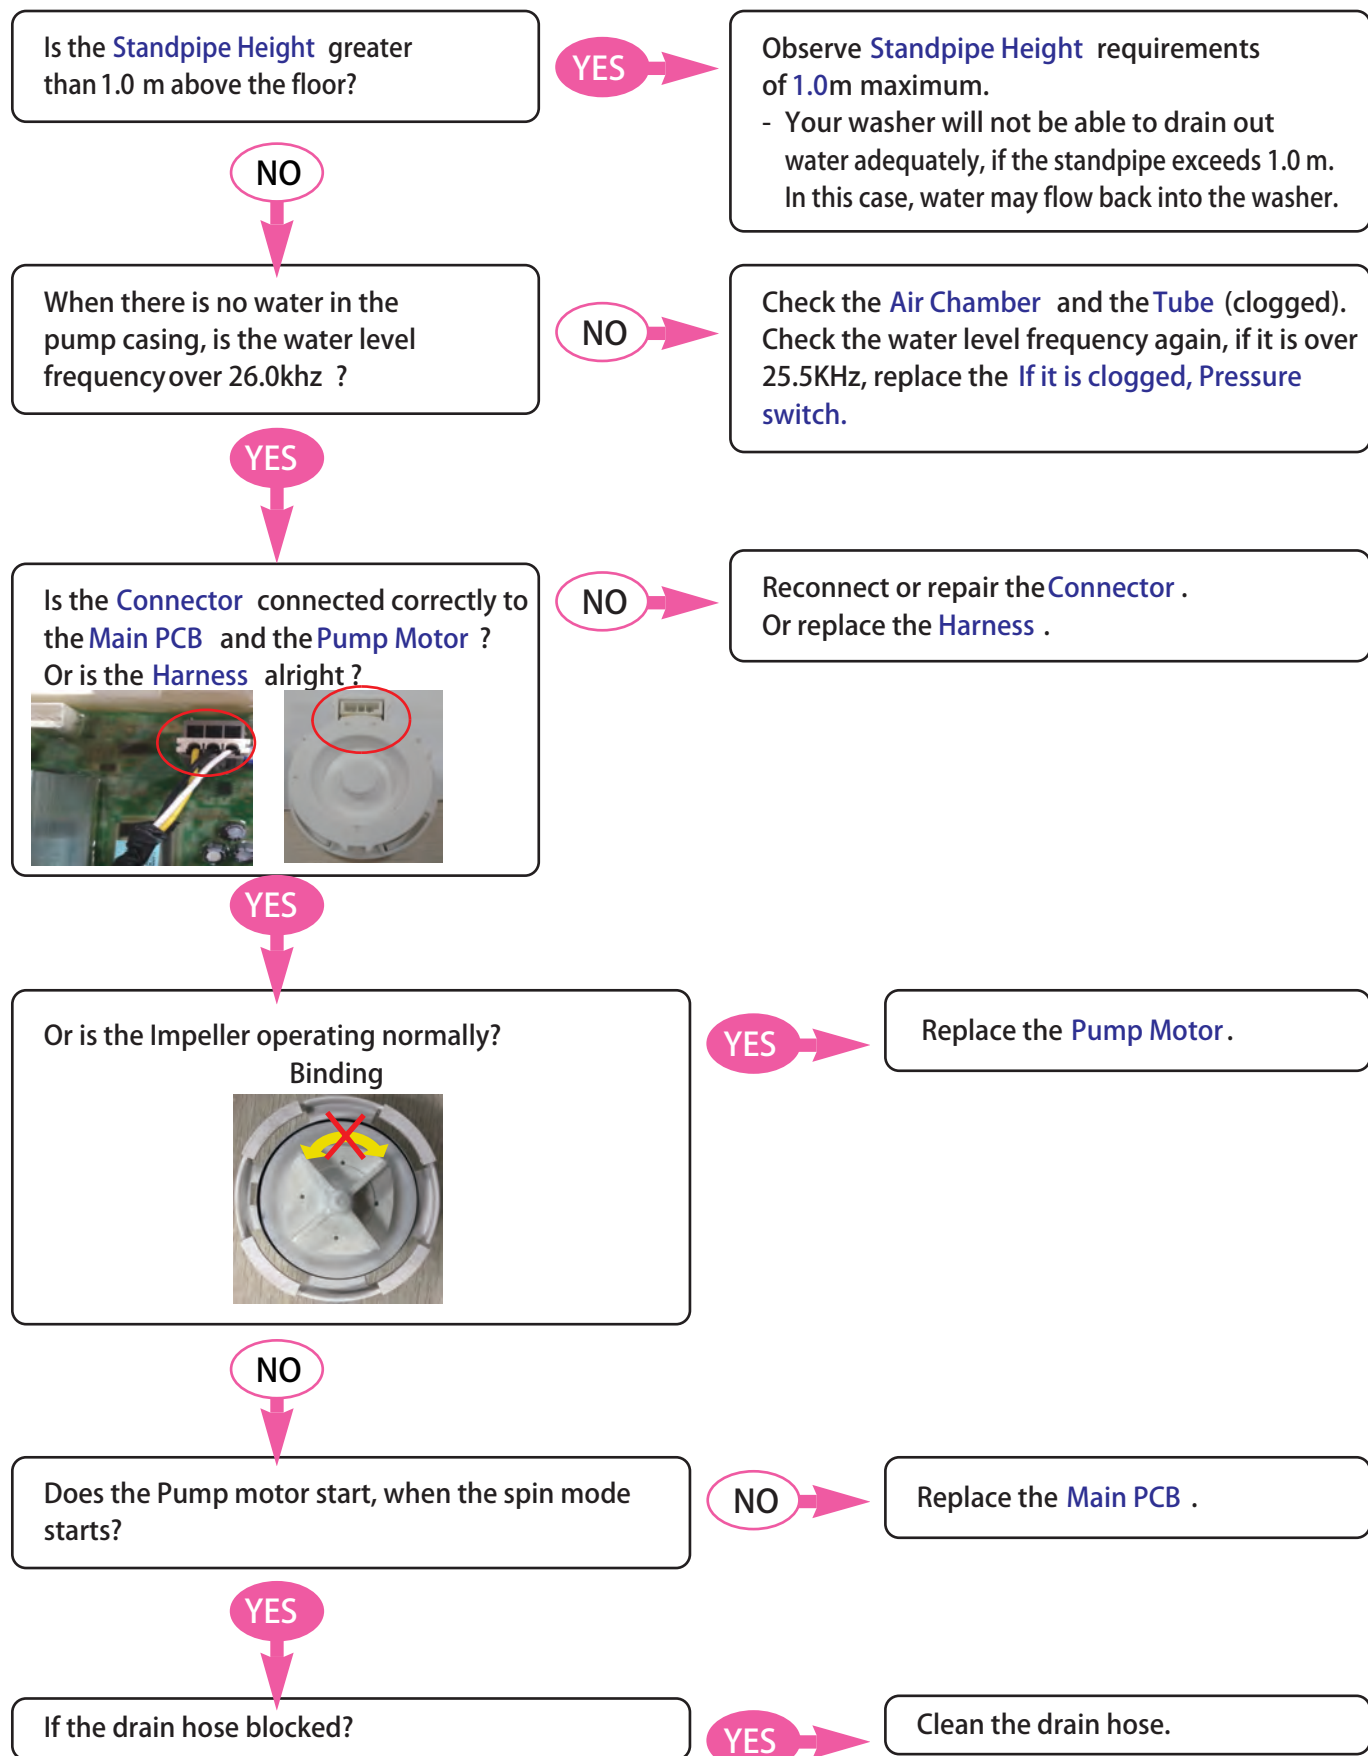 Is the Standpipe Height greater
than 1.0 m above the floor?
YES
Observe Standpipe Height requirements
of 1.0m maximum.
- Your washer will not be able to drain out
water adequately, if the standpipe exceeds 1.0 m.
In this case, water may flow back into the washer.
NO
When there is no water in the
pump casing, is the water level
frequency over 26.0khz ?
NO
Check the Air Chamber and the Tube (clogged).
Check the water level frequency again, if it is over
25.5KHz, replace the If it is clogged, Pressure
switch.
YES
Is the Connector connected correctly to
the Main PCB and the Pump Motor ?
Or is the Harness alright ?
NO
Reconnect or repair the Connector .
Or replace the Harness .
YES
Or is the Impeller operating normally?
Binding
YES
Replace the Pump Motor .
NO
Does the Pump motor start, when the spin mode
starts?
NO
Replace the Main PCB .
YES
If the drain hose blocked?
YES
Clean the drain hose.